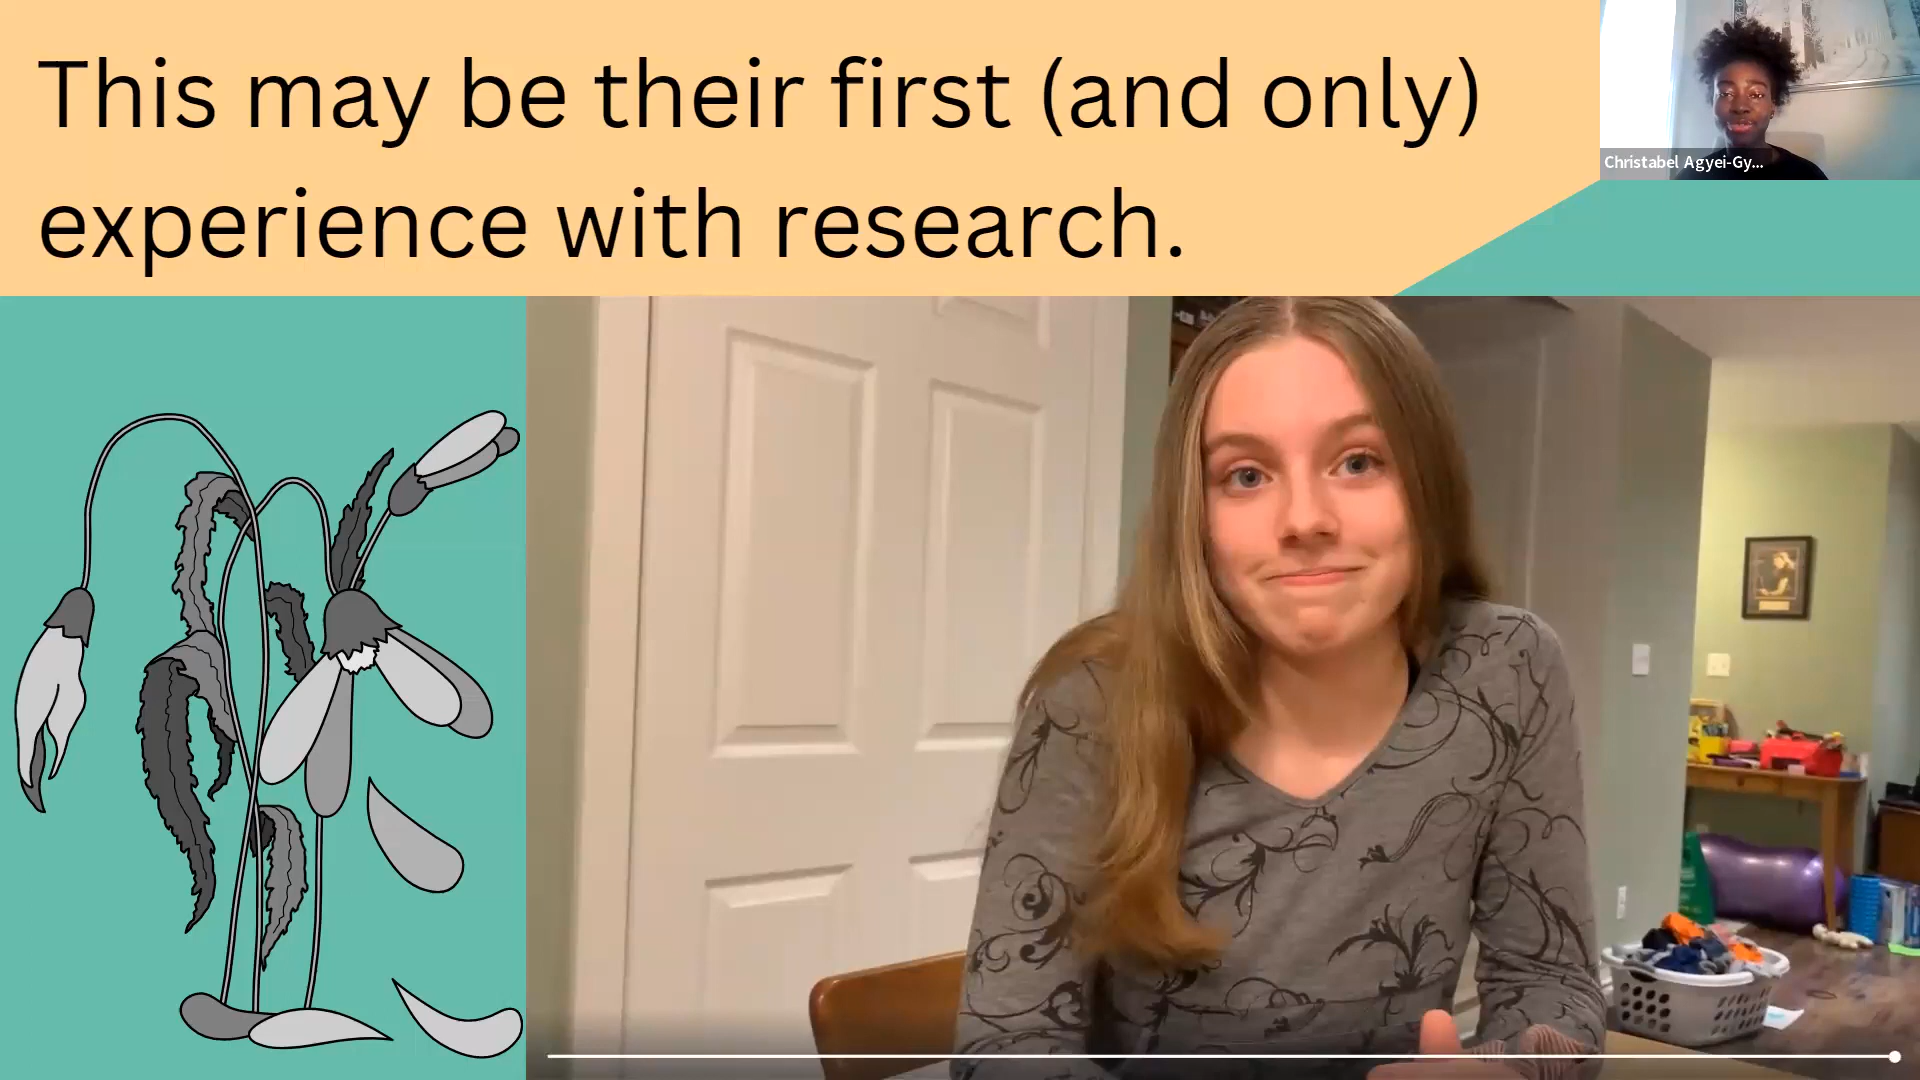 This may be their first (and only)
experience with research.
Christabel Agyei-Gy...